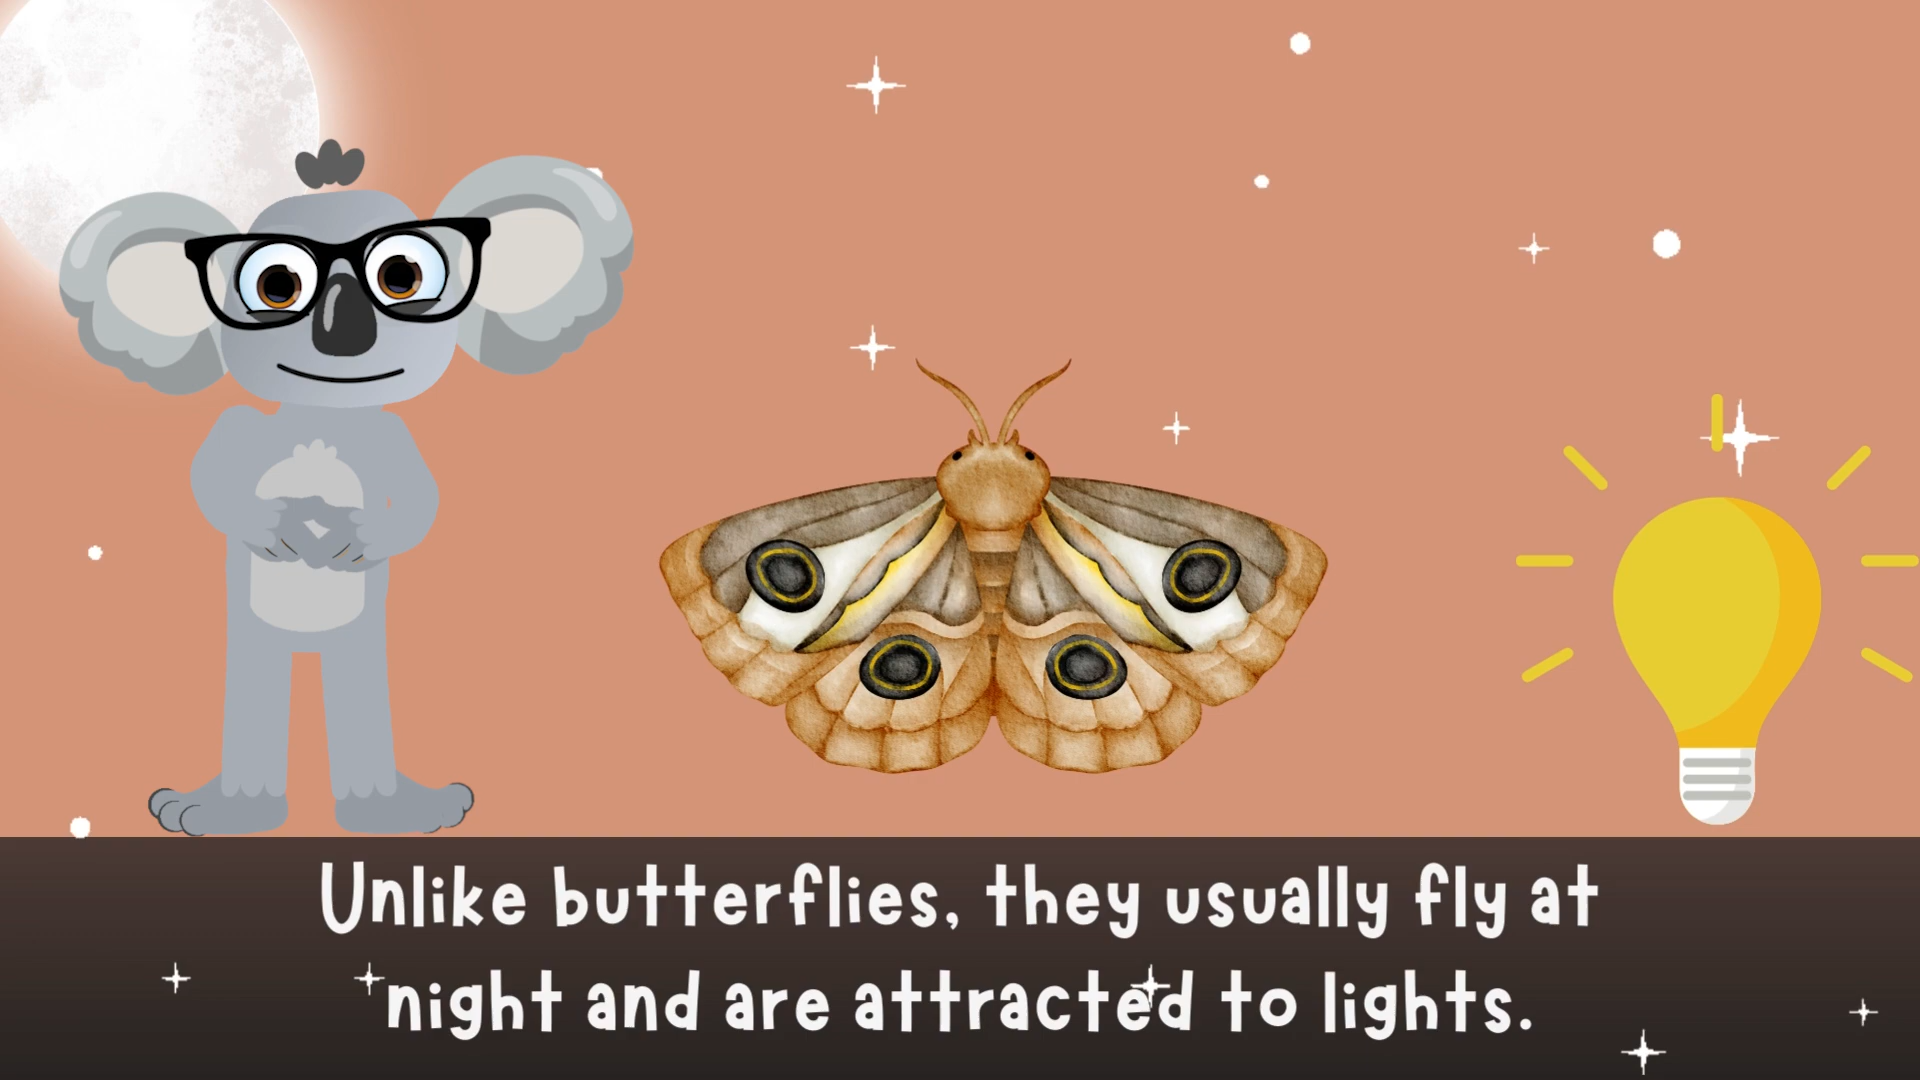 Unlike butterflies, they usually fly at
night and are attracted to lights.